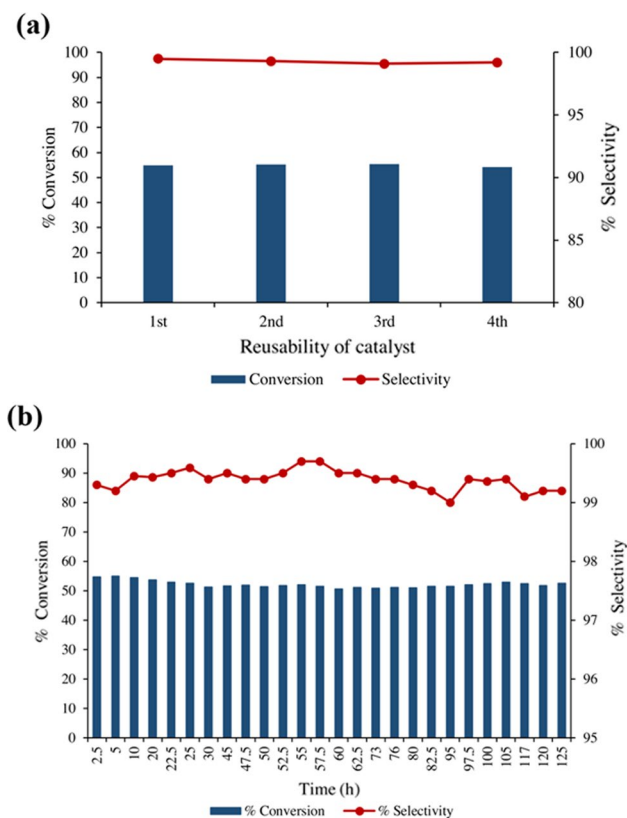 (a)
100
90
80
70
60
50
40
30
20
10
0
% Conversion
100
95
90
85
80
% Selectivity
1st 2nd 3rd 4th
Reusability of catalyst
Conversion Selectivity
(b)
100
90
80
70
60
50
40
30
20
10
0
% Conversion
100
99
98
97
96
95
% Selectivity
2.5 5 10 20 22.5 25 30 45 47.5 50 52.5 55 57.5 60 62.5 73 76 80 82.5 95 97.5 100 105 117 120 125
Time (h)
% Conversion % Selectivity